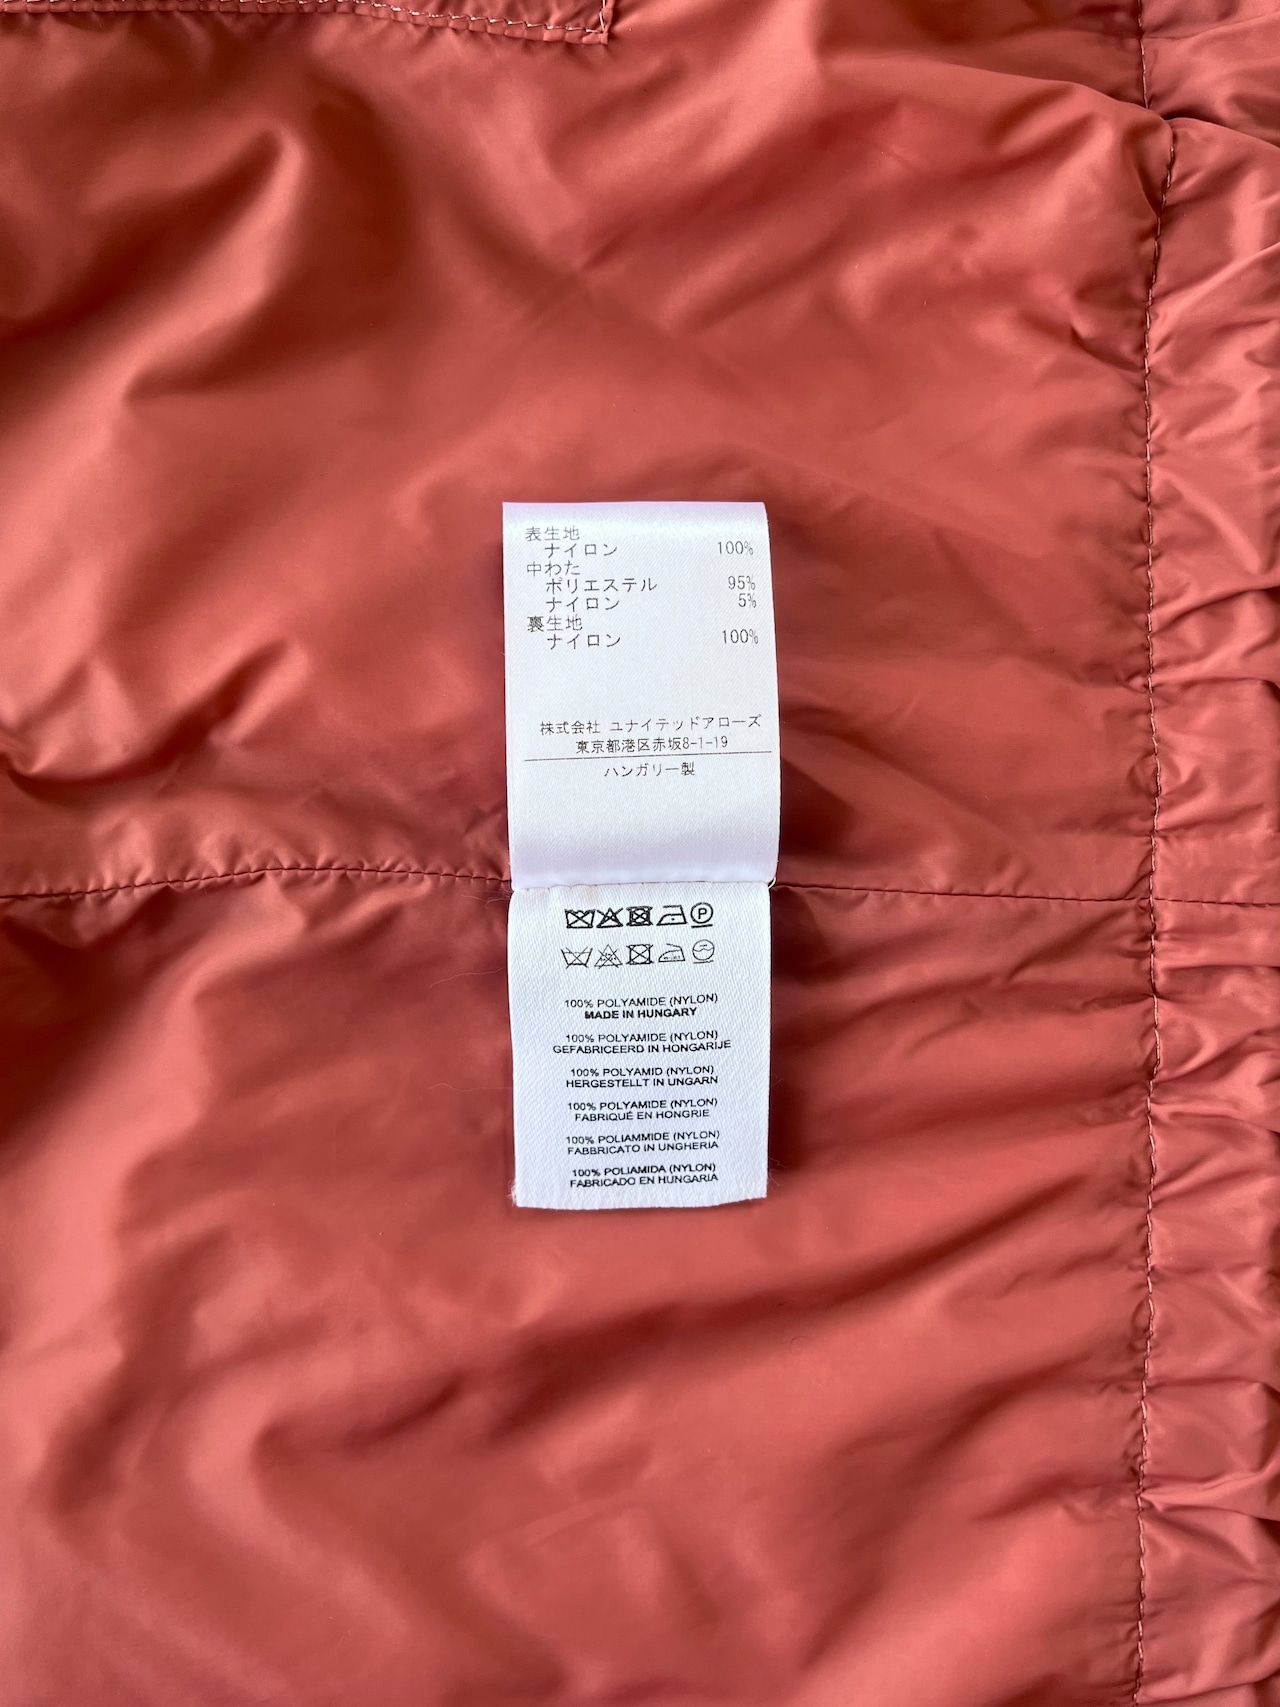 表生地
ナイロン 100%
中わた
ポリエステル 95%
ナイロン 5%
裏生地
ナイロン 100%
株式会社 ユナイテッドアローズ
東京都港区赤坂8-1-19
ハンガリー製
P
100% POLYAMIDE (NYLON)
MADE IN HUNGARY
100% POLYAMIDE (NYLON)
GEFABRICEERD IN HONGARIJE
100% POLYAMID (NYLON)
HERGESTELLT IN UNGARN
100% POLYAMIDE (NYLON)
FABRIQUÉ EN HONGRIE
100% POLIAMMIDE (NYLON)
FABBRICATO IN UNGHERIA
100% POLIAMIDA (NYLON)
FABRICADO EN HUNGARIA